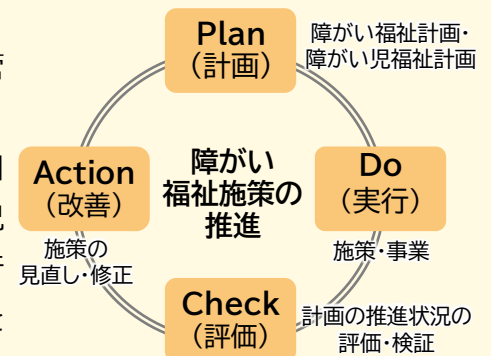 Plan
（計画）
障がい福祉計画・
障がい児福祉計画
Action
（改善）
障がい
福祉施策の
推進
Do
（実行）
施策の
見直し・修正
施策・事業
Check
（評価）
計画の推進状況の
評価・検証